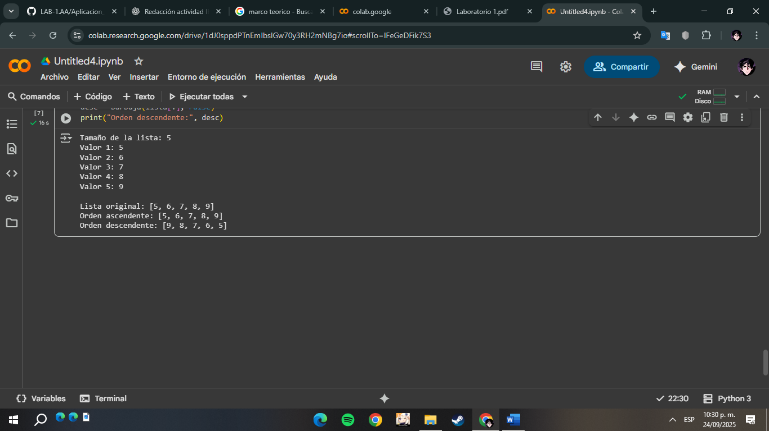 LAB-1.AA/Aplicacion
Redacción actividad l
marco teorico - Busc
colab.google
Laboratorio 1.pdf
Untitled4.ipynb - Col
colab.research.google.com/drive/1dJ0sppdPTnEmIbsIGw70y3RH2mNBg7io#scrollTo=IFeGeDFik7S3
CO Untitled4.ipynb
Archivo Editar Ver Insertar Entorno de ejecución Herramientas Ayuda
Compartir
Gemini
Comandos + Código + Texto Ejecutar todas
RAM
Disco
[7]
16 s
print("Orden descendente:", desc)
Tamaño de la lista: 5
Valor 1: 5
Valor 2: 6
Valor 3: 7
Valor 4: 8
Valor 5: 9
Lista original: [5, 6, 7, 8, 9]
Orden ascendente: [5, 6, 7, 8, 9]
Orden descendente: [9, 8, 7, 6, 5]
Variables
Terminal
22:30
Python 3
ESP
10:30 p. m.
24/09/2025